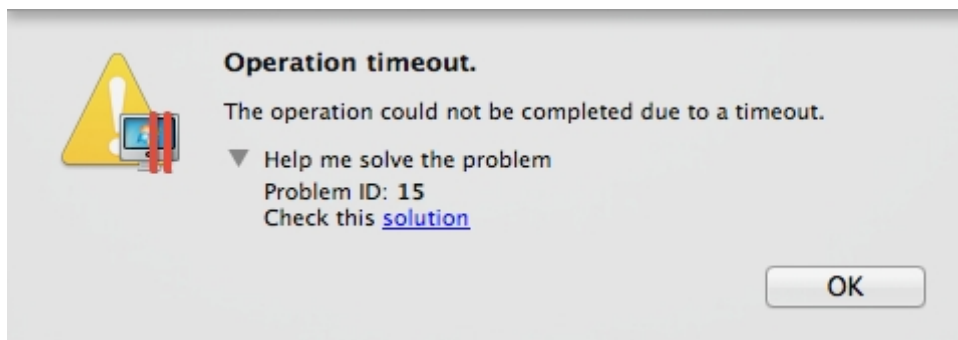 Operation timeout.
The operation could not be completed due to a timeout.
Help me solve the problem
Problem ID: 15
Check this solution
OK